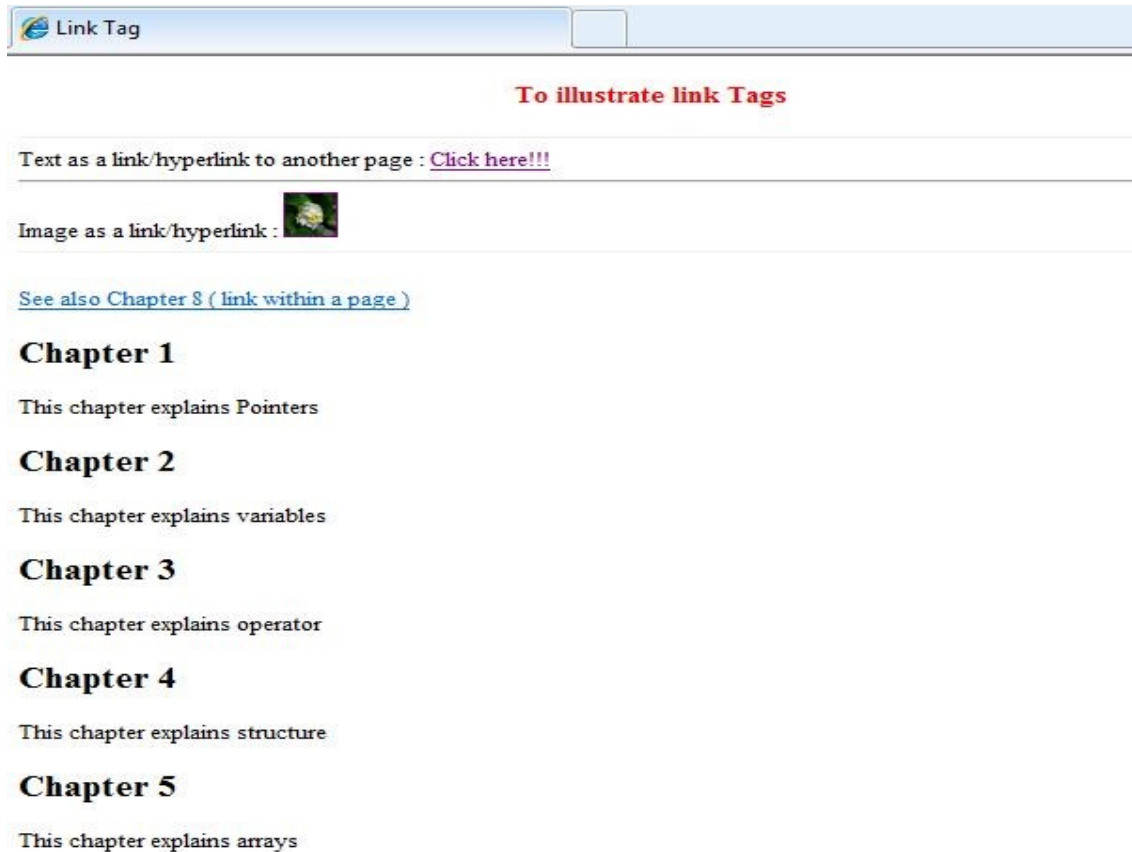 Link Tag
To illustrate link Tags
Text as a link/hyperlink to another page : Click here!!!
Image as a link/hyperlink :
See also Chapter 8 ( link within a page )
Chapter 1
This chapter explains Pointers
Chapter 2
This chapter explains variables
Chapter 3
This chapter explains operator
Chapter 4
This chapter explains structure
Chapter 5
This chapter explains arrays